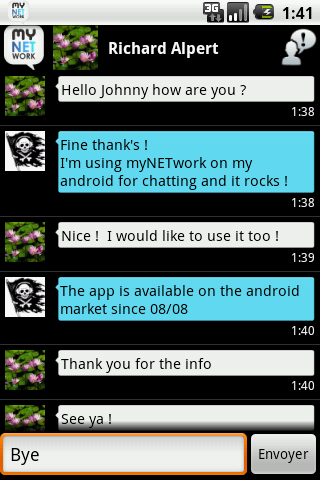 3G
1:41
my
NET
WORK
Richard Alpert
Hello Johnny how are you ?
1:38
Fine thank's !
I'm using myNETwork on my
android for chatting and it rocks !
1:38
Nice ! I would like to use it too !
1:39
The app is available on the android
market since 08/08
1:40
Thank you for the info
1:40
See ya !
Bye
Envoyer